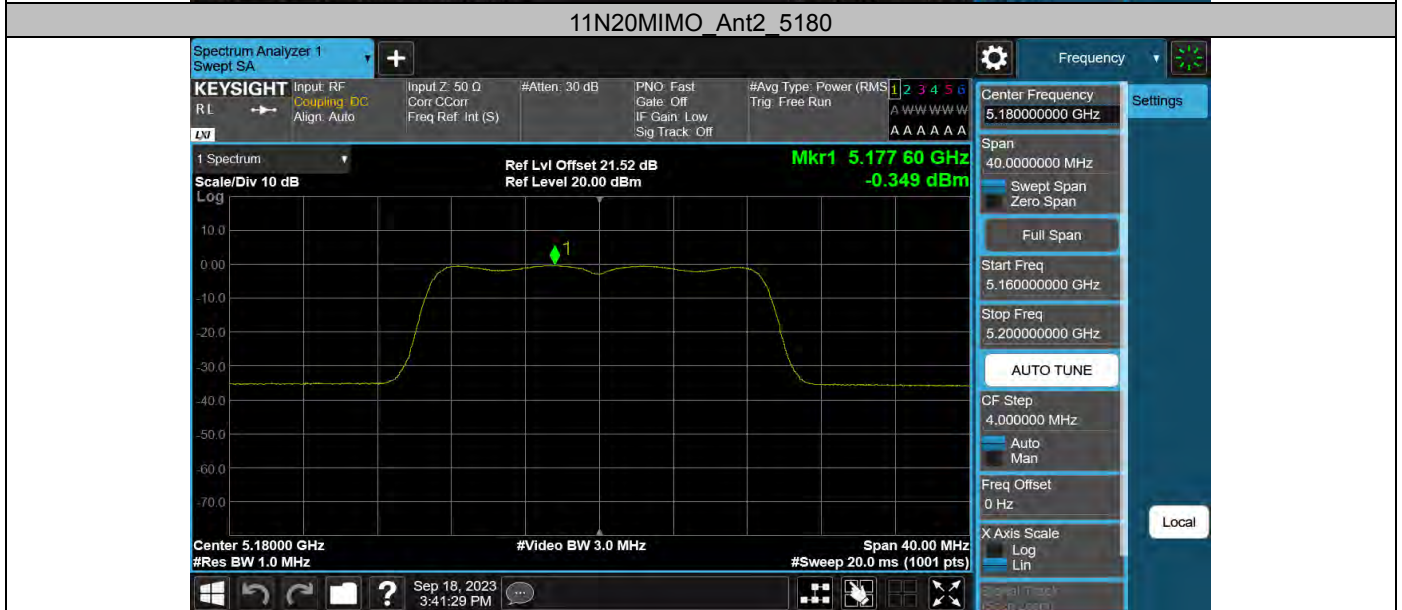 11N20MIMO_Ant2_5180
Spectrum Analyzer 1
Swept SA
Frequency
KEYSIGHT
RL
LXI
Input: RF
Coupling: DC
Align: Auto
Input Z: 50 Ω
Corr CCorr
Freq Ref: Int (S)
#Atten: 30 dB
PNO: Fast
Gate: Off
IF Gain: Low
Sig Track: Off
#Avg Type: Power (RMS
Trig: Free Run
1 2 3 4 5 6
A W W W W W
A A A A A A
1 Spectrum
Scale/Div 10 dB
Log
Ref Lvl Offset 21.52 dB
Ref Level 20.00 dBm
Mkr1 5.177 60 GHz
-0.349 dBm
1
10.0
0.00
-10.0
-20.0
-30.0
-40.0
-50.0
-60.0
-70.0
Center 5.18000 GHz
#Res BW 1.0 MHz
#Video BW 3.0 MHz
Span 40.00 MHz
#Sweep 20.0 ms (1001 pts)
Sep 18, 2023
3:41:29 PM
Center Frequency
5.180000000 GHz
Settings
Span
40.0000000 MHz
Swept Span
Zero Span
Full Span
Start Freq
5.160000000 GHz
Stop Freq
5.200000000 GHz
AUTO TUNE
CF Step
4.000000 MHz
Auto
Man
Freq Offset
0 Hz
X Axis Scale
Log
Lin
Local